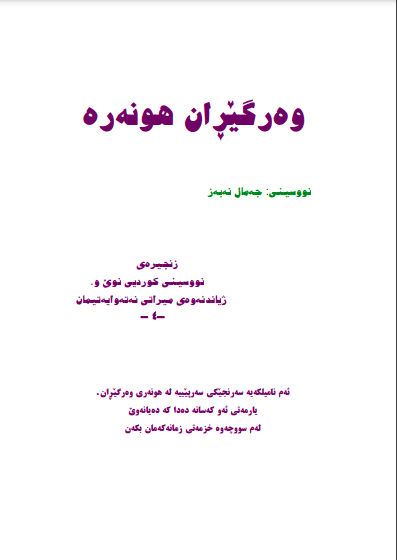 وەرگێڕان هونەرە
نووسینی: جەمال نەبەز
زنجیرەی
نووسینی کوردیی نوێ و.
ژیاندنەوەی میراتی نەتەوایەتیمان
–٤–
ئەم نامیلکەیە سەرنجێکی سەرپێییە لە هونەری وەرگێڕان.
یارمەتی ئەو کەسانە دەدا کە دەیانەوێ
لەم سووچەوە خزمەتی زمانەکەمان بکەن